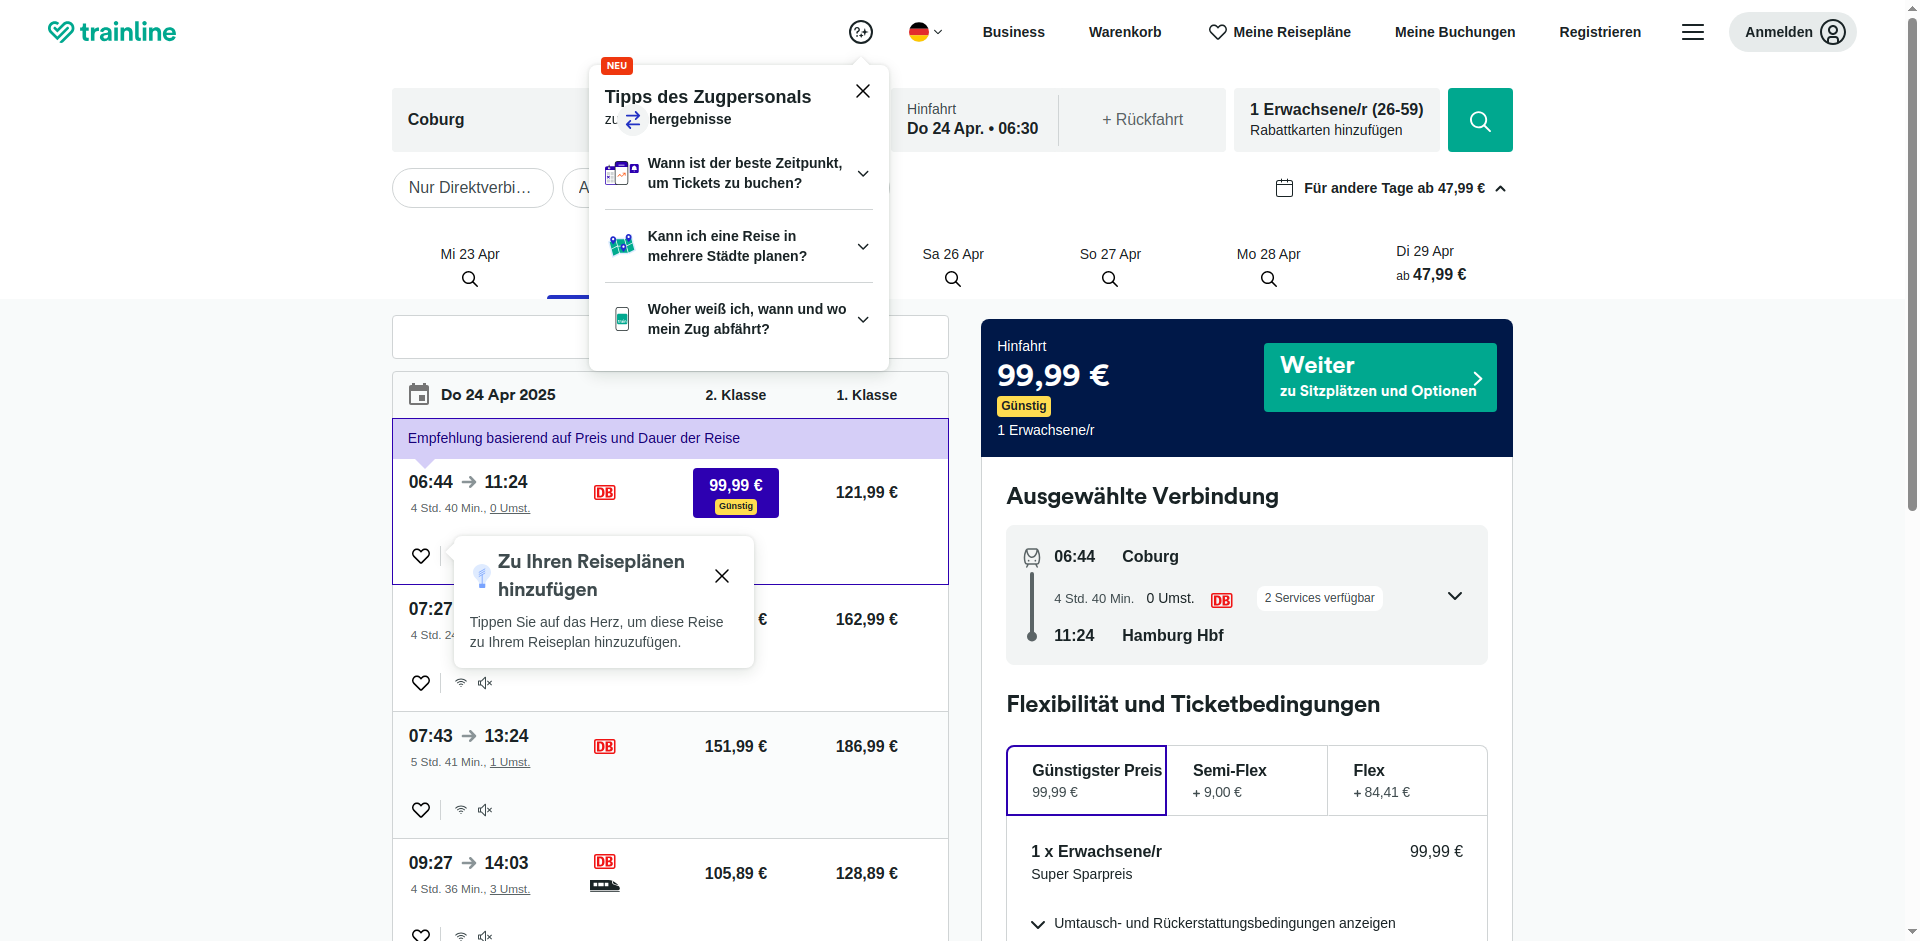 trainline
Business
Warenkorb
Meine Reisepläne
Meine Buchungen
Registrieren
Anmelden
NEU
Tipps des Zugpersonals
zu
hergebnisse
Wann ist der beste Zeitpunkt,
um Tickets zu buchen?
Kann ich eine Reise in
mehrere Städte planen?
Woher weiß ich, wann und wo
mein Zug abfährt?
Coburg
Hinfahrt
Do 24 Apr. • 06:30
+ Rückfahrt
1 Erwachsene/r (26-59)
Rabattkarten hinzufügen
Nur Direktverbi…
A
Für andere Tage ab 47,99 €
Mi 23 Apr
Sa 26 Apr
So 27 Apr
Mo 28 Apr
Di 29 Apr
ab 47,99 €
Do 24 Apr 2025
2. Klasse
1. Klasse
Empfehlung basierend auf Preis und Dauer der Reise
06:44 → 11:24
DB
99,99 €
Günstig
121,99 €
4 Std. 40 Min., 0 Umst.
Zu Ihren Reiseplänen
hinzufügen
Tippen Sie auf das Herz, um diese Reise
zu Ihrem Reiseplan hinzuzufügen.
07:27
€
162,99 €
4 Std. 24
07:43 → 13:24
DB
151,99 €
186,99 €
5 Std. 41 Min., 1 Umst.
09:27 → 14:03
DB
105,89 €
128,89 €
4 Std. 36 Min., 3 Umst.
Hinfahrt
99,99 €
Günstig
1 Erwachsene/r
Weiter
zu Sitzplätzen und Optionen
Ausgewählte Verbindung
06:44 Coburg
4 Std. 40 Min. 0 Umst. DB 2 Services verfügbar
11:24 Hamburg Hbf
Flexibilität und Ticketbedingungen
Günstigster Preis
99,99 €
Semi-Flex
+ 9,00 €
Flex
+ 84,41 €
1 x Erwachsene/r
99,99 €
Super Sparpreis
Umtausch- und Rückerstattungsbedingungen anzeigen